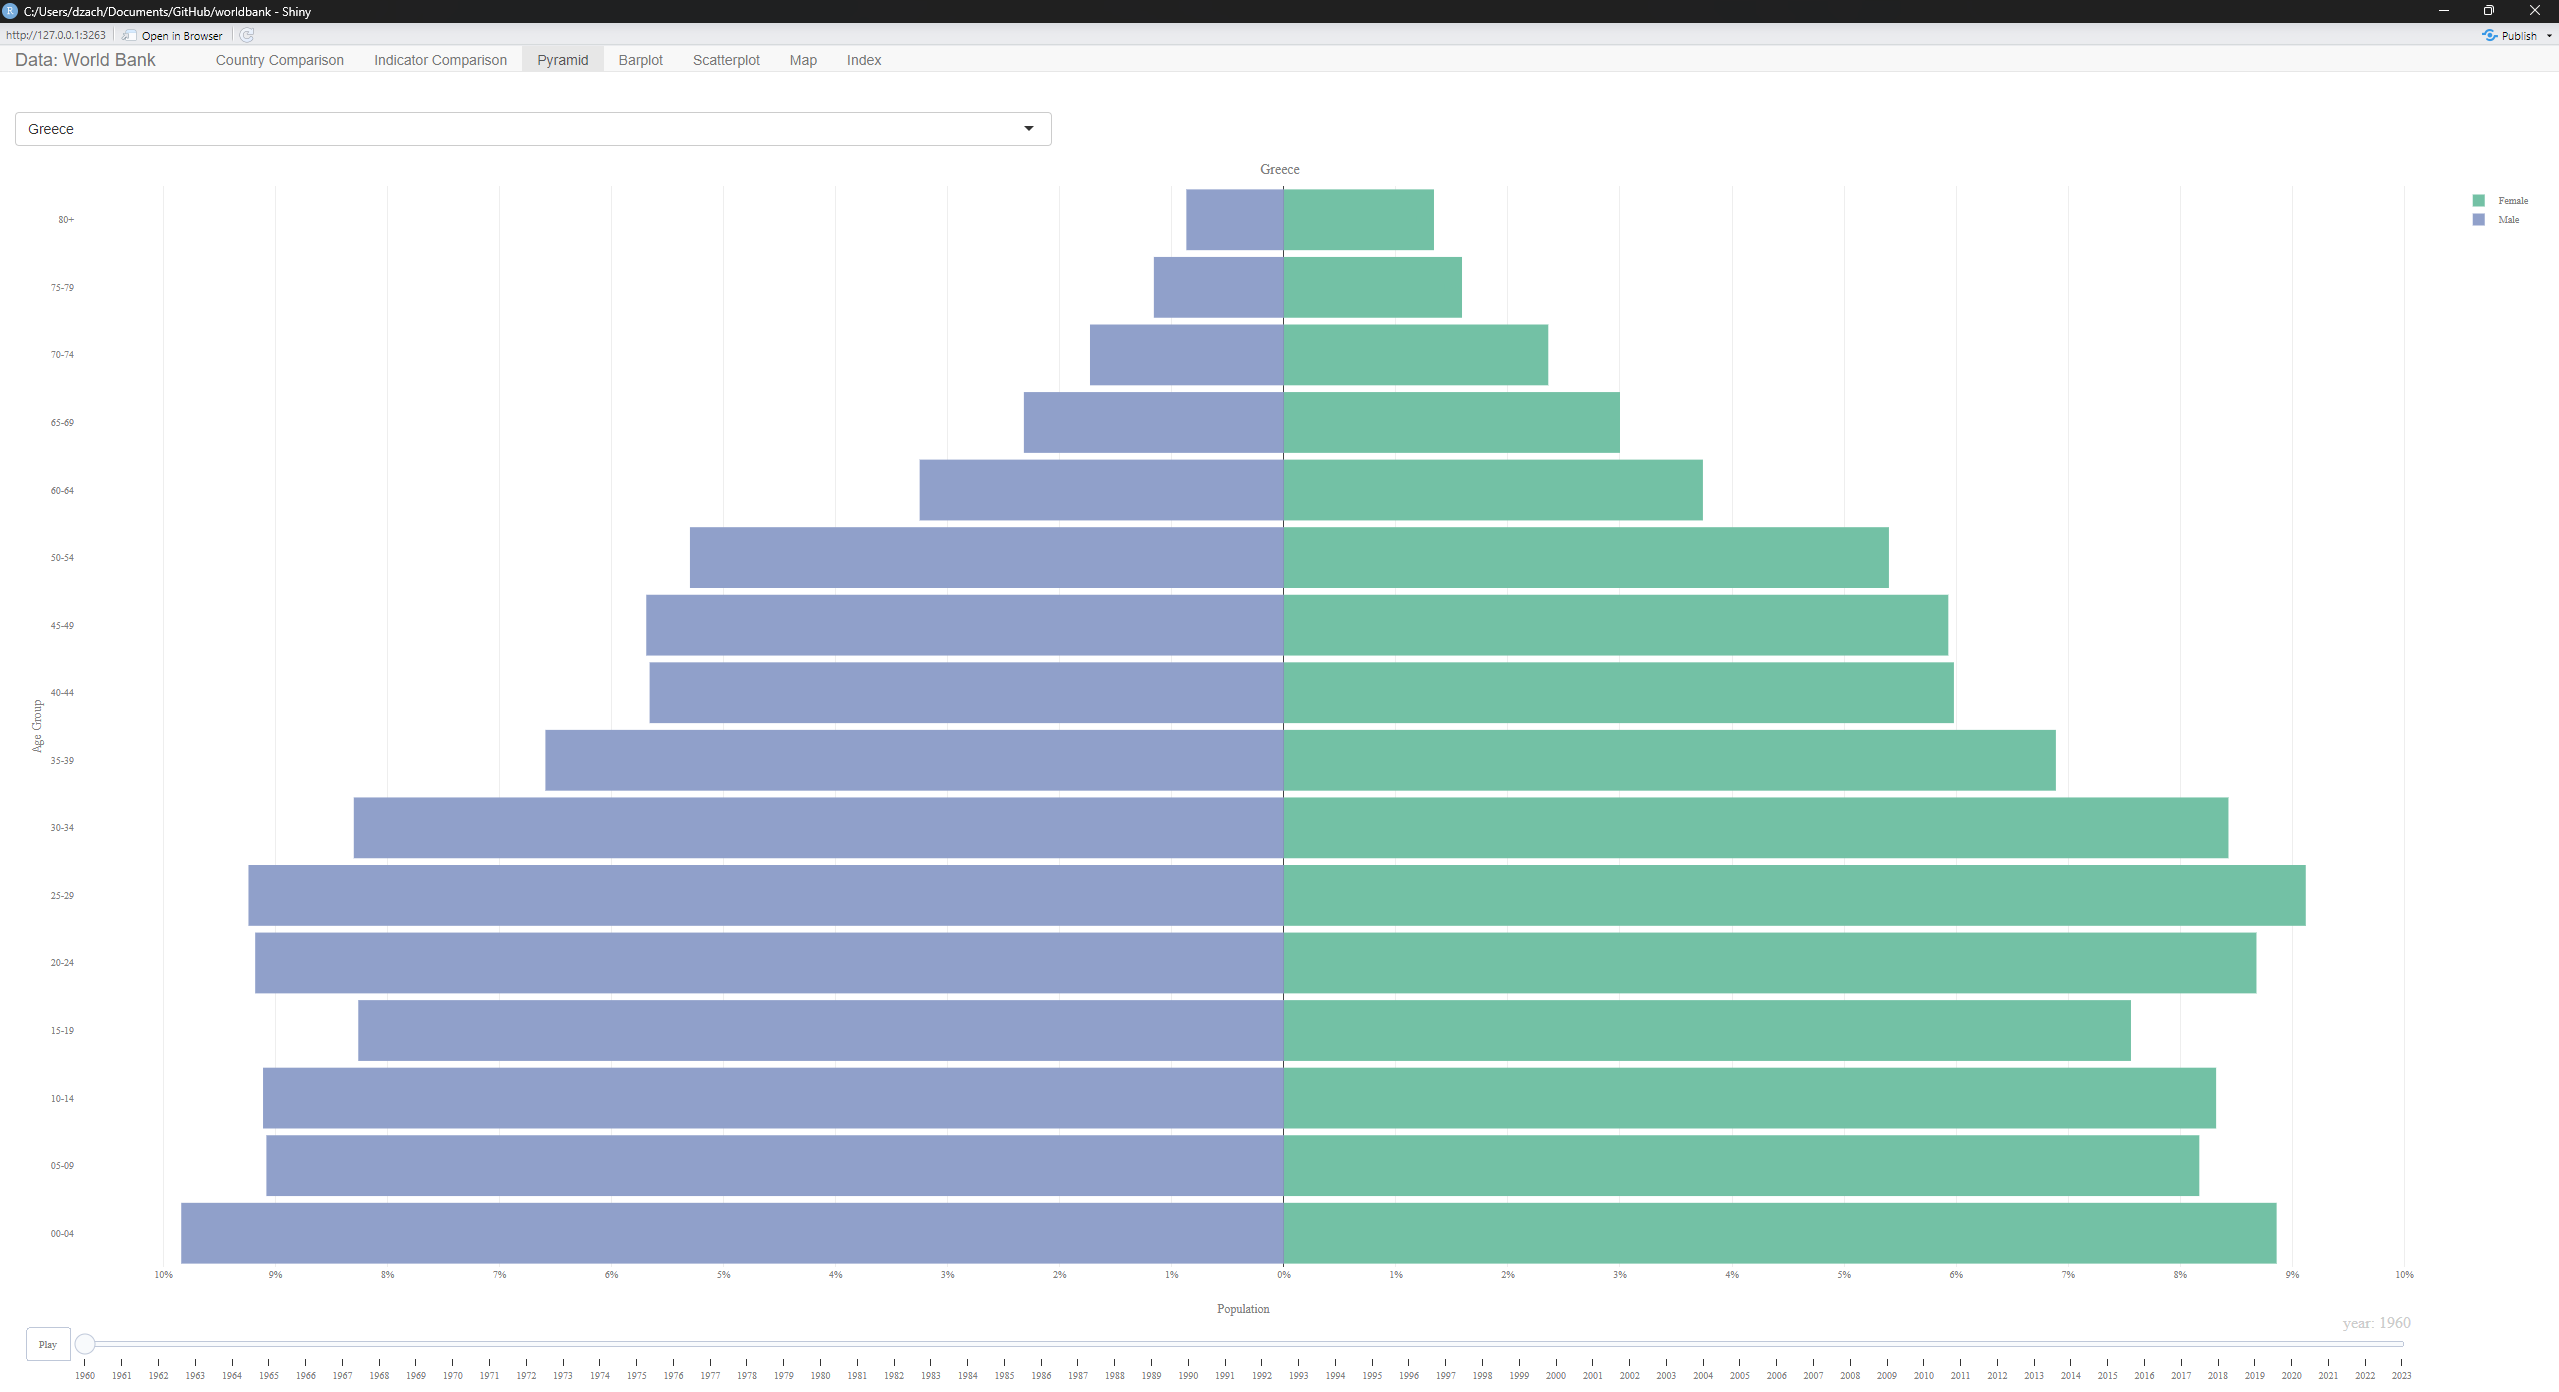 C:/Users/dzach/Documents/GitHub/worldbank - Shiny
http://127.0.0.1:3263 Open in Browser Publish
Data: World Bank Country Comparison Indicator Comparison Pyramid Barplot Scatterplot Map Index
Greece
Greece
Female
Male
80+
75-79
70-74
65-69
60-64
50-54
45-49
40-44
Age Group
35-39
30-34
25-29
20-24
15-19
10-14
05-09
00-04
10% 9% 8% 7% 6% 5% 4% 3% 2% 1% 0% 1% 2% 3% 4% 5% 6% 7% 8% 9% 10%
Population
year: 1960
Play
1960 1961 1962 1963 1964 1965 1966 1967 1968 1969 1970 1971 1972 1973 1974 1975 1976 1977 1978 1979 1980 1981 1982 1983 1984 1985 1986 1987 1988 1989 1990 1991 1992 1993 1994 1995 1996 1997 1998 1999 2000 2001 2002 2003 2004 2005 2006 2007 2008 2009 2010 2011 2012 2013 2014 2015 2016 2017 2018 2019 2020 2021 2022 2023